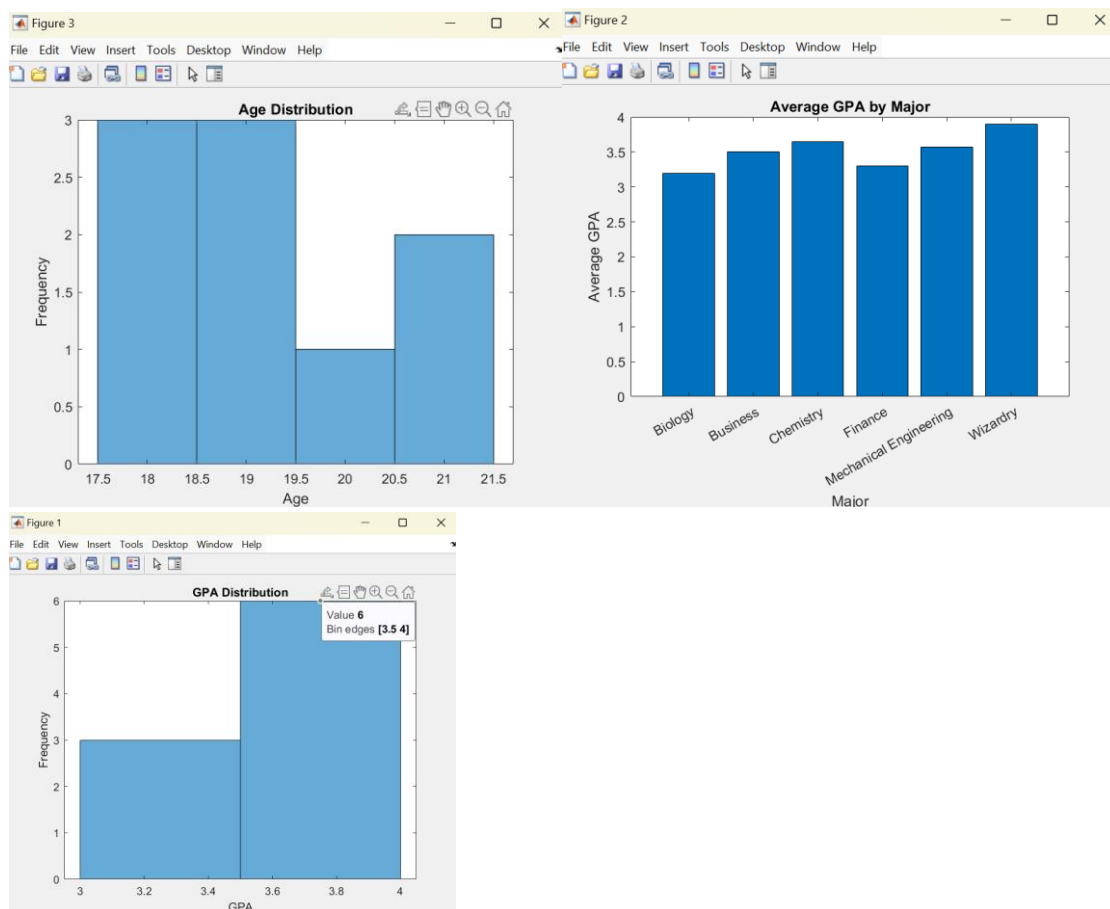 Figure 3
File Edit View Insert Tools Desktop Window Help
Age Distribution
3
2.5
2
1.5
1
0.5
0
Frequency
17.5 18 18.5 19 19.5 20 20.5 21 21.5
Age
Figure 2
File Edit View Insert Tools Desktop Window Help
Average GPA by Major
4
3.5
3
2.5
2
1.5
1
0.5
0
Average GPA
Biology Business Chemistry Finance Mechanical Engineering Wizardry
Major
Figure 1
File Edit View Insert Tools Desktop Window Help
GPA Distribution
Value 6
Bin edges [3.5 4]
6
5
4
3
2
1
0
Frequency
3 3.2 3.4 3.6 3.8 4
GPA